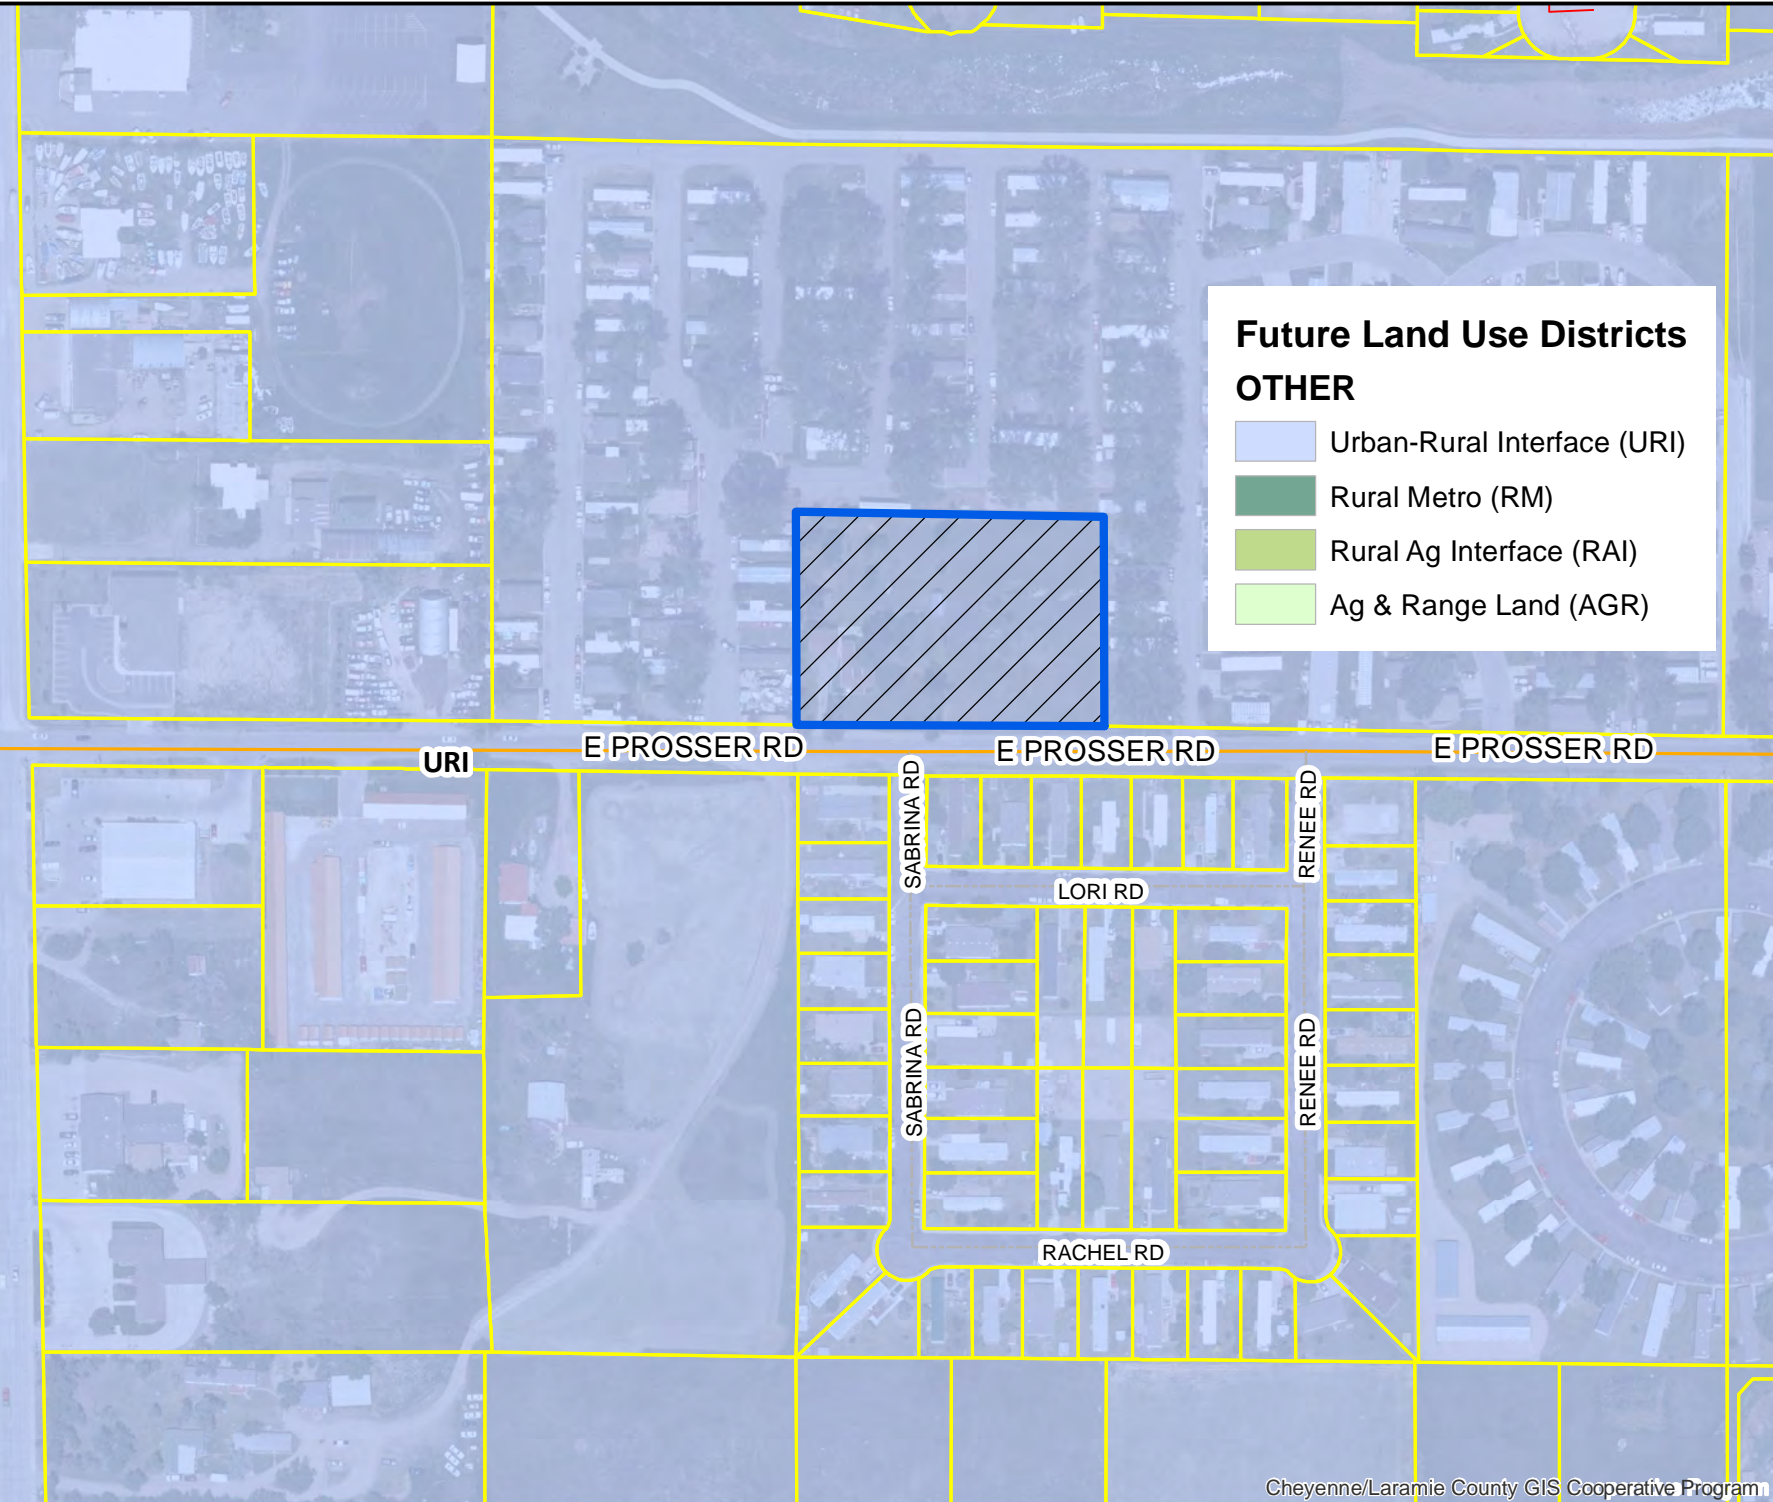 Future Land Use Districts
OTHER
Urban-Rural Interface (URI)
Rural Metro (RM)
Rural Ag Interface (RAI)
Ag & Range Land (AGR)
E PROSSER RD
E PROSSER RD
E PROSSER RD
URI
SABRINA RD
RENEE RD
LORI RD
SABRINA RD
RENEE RD
RACHEL RD
Cheyenne/Laramie County GIS Cooperative Program